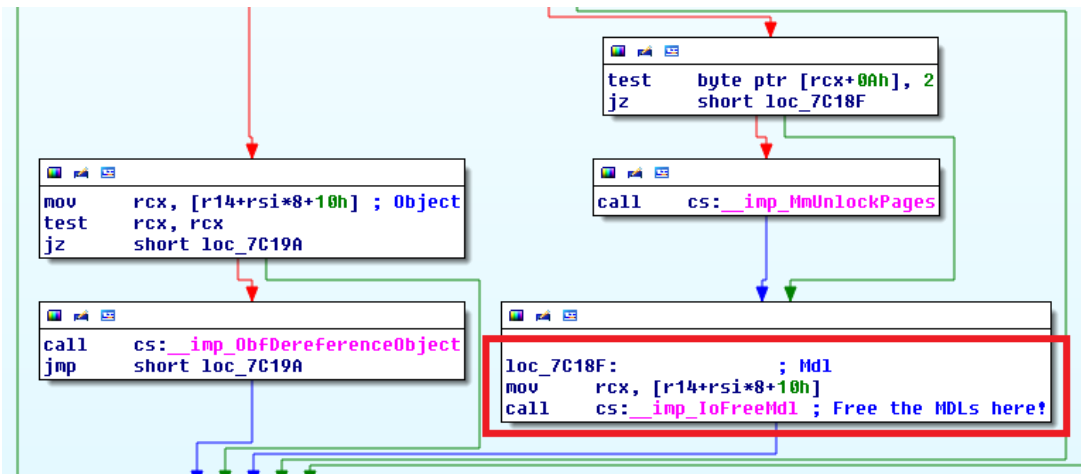 test    byte ptr [rcx+0Ah], 2
jz      short loc_7C18F
mov     rcx, [r14+rsi*8+10h] ; Object
test    rcx, rcx
jz      short loc_7C19A
call    cs:__imp_MmUnlockPages
call    cs:__imp_ObfDereferenceObject
jmp     short loc_7C19A
loc_7C18F:              ; Mdl
mov     rcx, [r14+rsi*8+10h]
call    cs:__imp_IoFreeMdl ; Free the MDLs here!